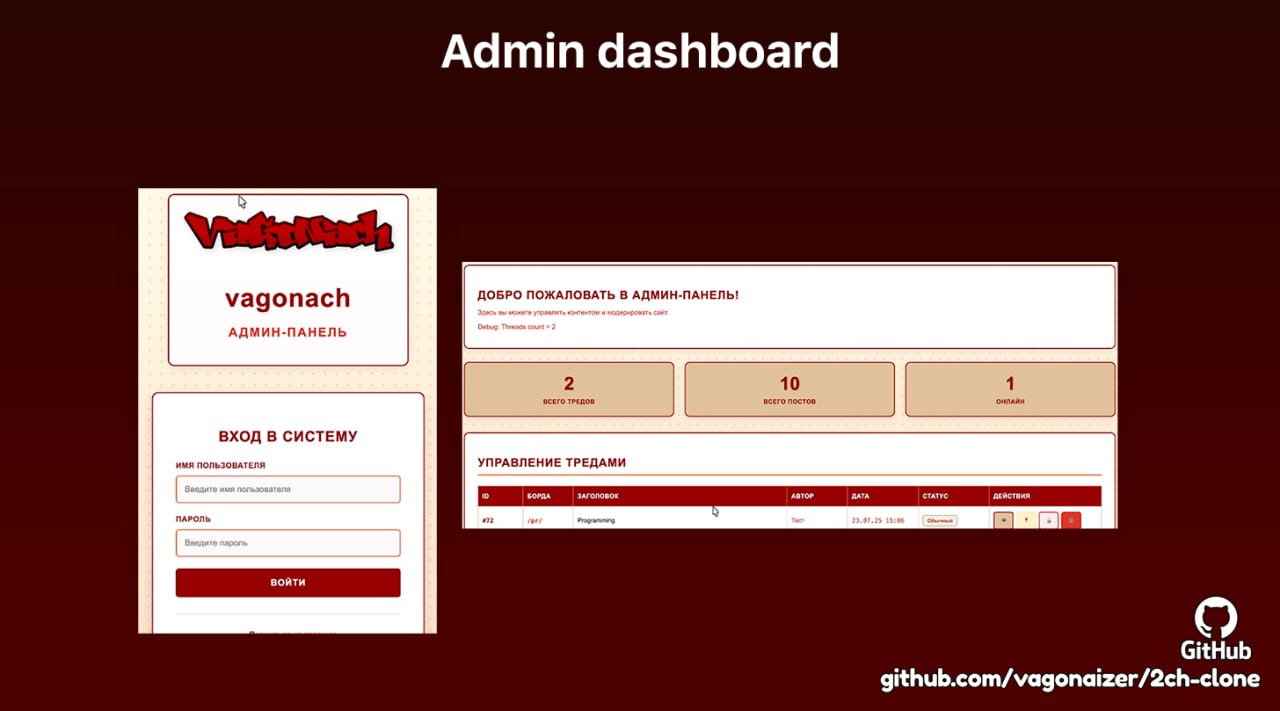 Admin dashboard
Vagonach
vagonach
АДМИН-ПАНЕЛЬ
ВХОД В СИСТЕМУ
ИМЯ ПОЛЬЗОВАТЕЛЯ
Введите имя пользователя
ПАРОЛЬ
Введите пароль
ВОЙТИ
ДОБРО ПОЖАЛОВАТЬ В АДМИН-ПАНЕЛЬ!
Здесь вы можете управлять контентом и модерировать сайт.
Debug: Threads count = 2
2 10 1
ВСЕГО ТРЕДОВ ВСЕГО ПОСТОВ ОНЛАЙН
УПРАВЛЕНИЕ ТРЕДАМИ
ID БОРДА ЗАГОЛОВОК АВТОР ДАТА СТАТУС ДЕЙСТВИЯ
#72 /pr/ Programming Тест 23.07.25 15:06 Обычный
GitHub
github.com/vagonaizer/2ch-clone